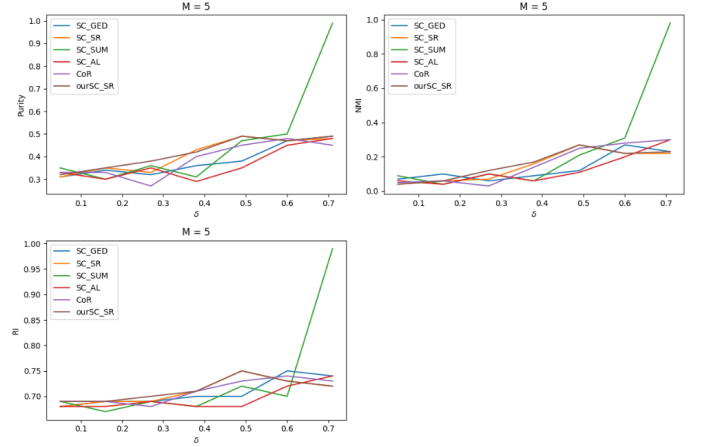 M = 5
1.0
0.9
0.8
0.7
0.6
0.5
0.4
0.3
Purity
SC_GED
SC_SR
SC_SUM
SC_AL
CoR
ourSC_SR
0.1 0.2 0.3 0.4 0.5 0.6 0.7
δ
M = 5
1.0
0.8
0.6
0.4
0.2
0.0
NMI
SC_GED
SC_SR
SC_SUM
SC_AL
CoR
ourSC_SR
0.1 0.2 0.3 0.4 0.5 0.6 0.7
δ
M = 5
1.00
0.95
0.90
0.85
0.80
0.75
0.70
RI
SC_GED
SC_SR
SC_SUM
SC_AL
CoR
ourSC_SR
0.1 0.2 0.3 0.4 0.5 0.6 0.7
δ